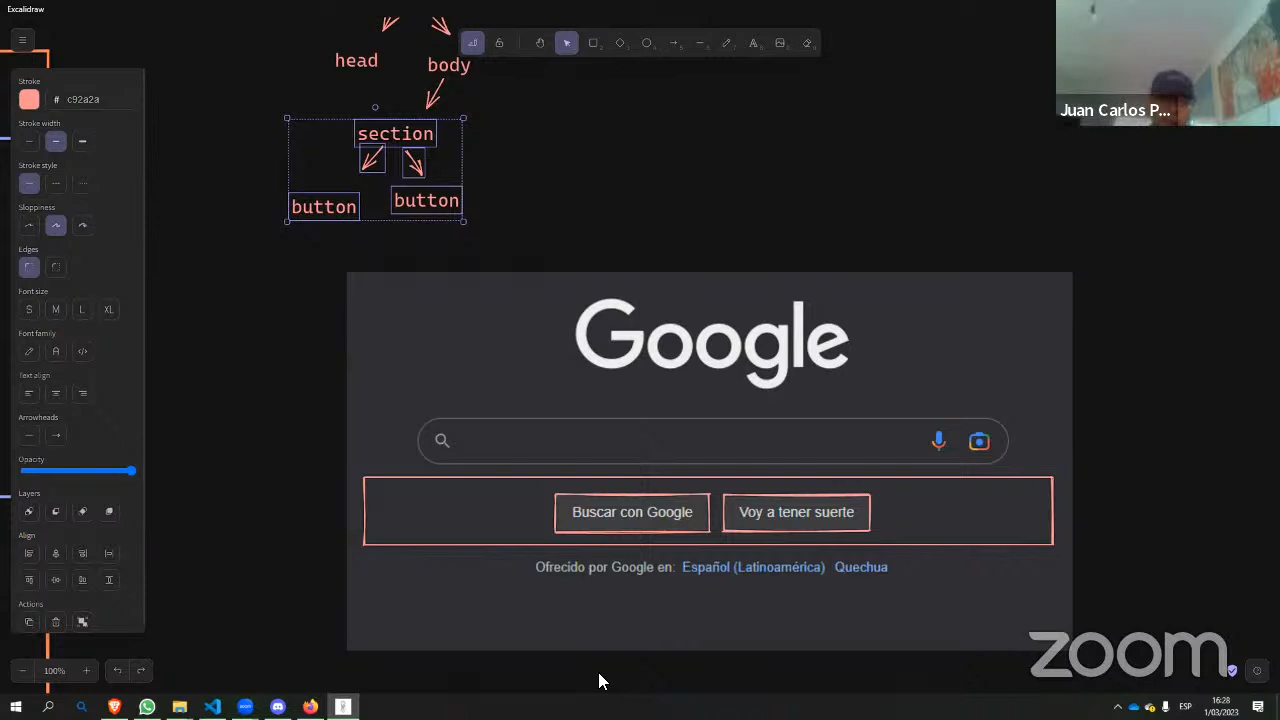 Excalidraw
head
body
Juan Carlos P...
Stroke
# c92a2a
Stroke width
section
Stroke style
button
button
Sloppiness
Edges
Font size
S M L XL
Font family
A </>
Text align
Google
Arrowheads
Opacity
Layers
Buscar con Google
Voy a tener suerte
Align
Ofrecido por Google en: Español (Latinoamérica) Quechua
Actions
zoom
100%
ESP
16:28
1/03/2023